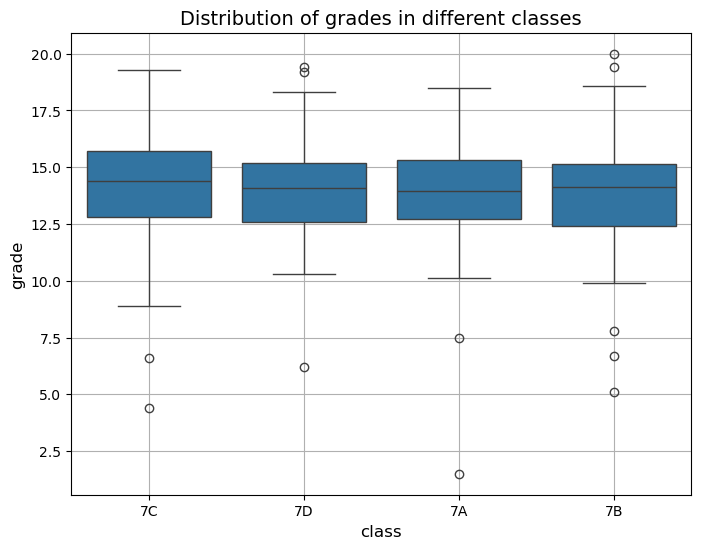 Distribution of grades in different classes
grade
20.0
17.5
15.0
12.5
10.0
7.5
5.0
2.5
7C 7D 7A 7B
class